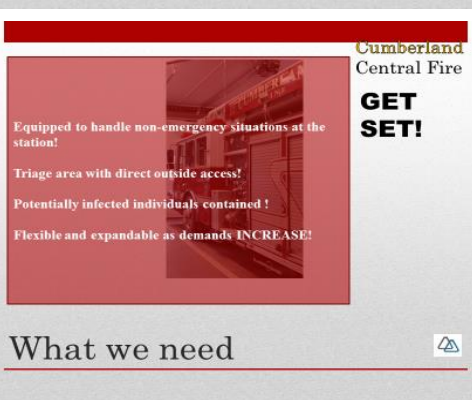 Cumberland
Central Fire
GET
SET!
Equipped to handle non-emergency situations at the
station!
Triage area with direct outside access!
Potentially infected individuals contained !
Flexible and expandable as demands INCREASE!
What we need